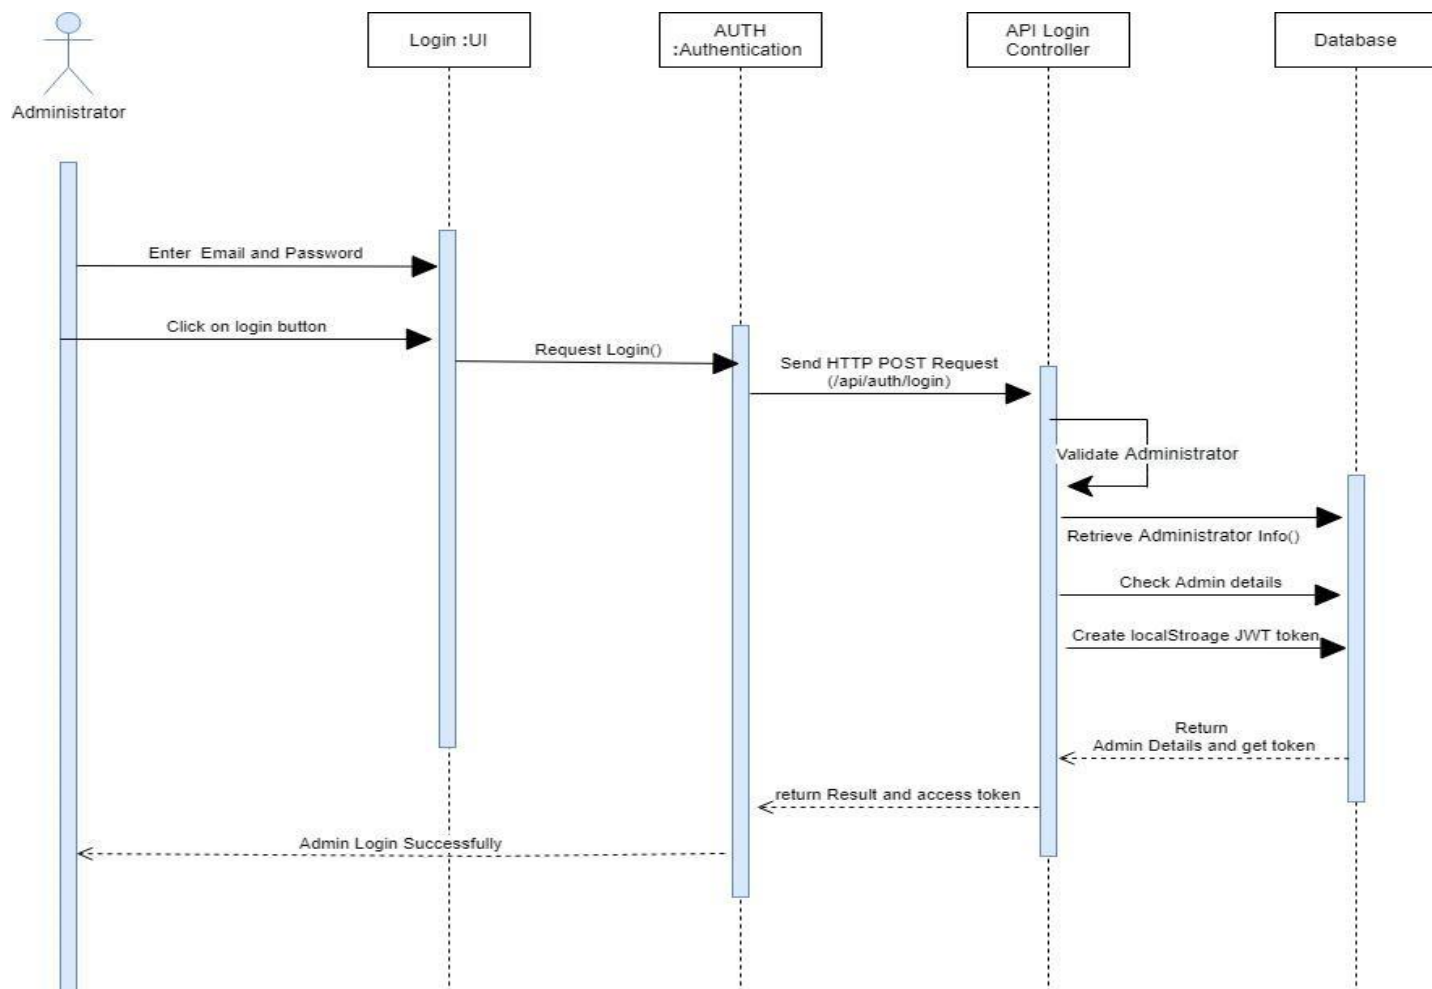 Login :UI
AUTH
:Authentication
API Login
Controller
Database
Administrator
Enter  Email and Password
Click on login button
Request Login()
Send HTTP POST Request
(/api/auth/login)
Validate Administrator
Retrieve Administrator Info()
Check Admin details
Create localStroage JWT token
Return
Admin Details and get token
return Result and access token
Admin Login Successfully